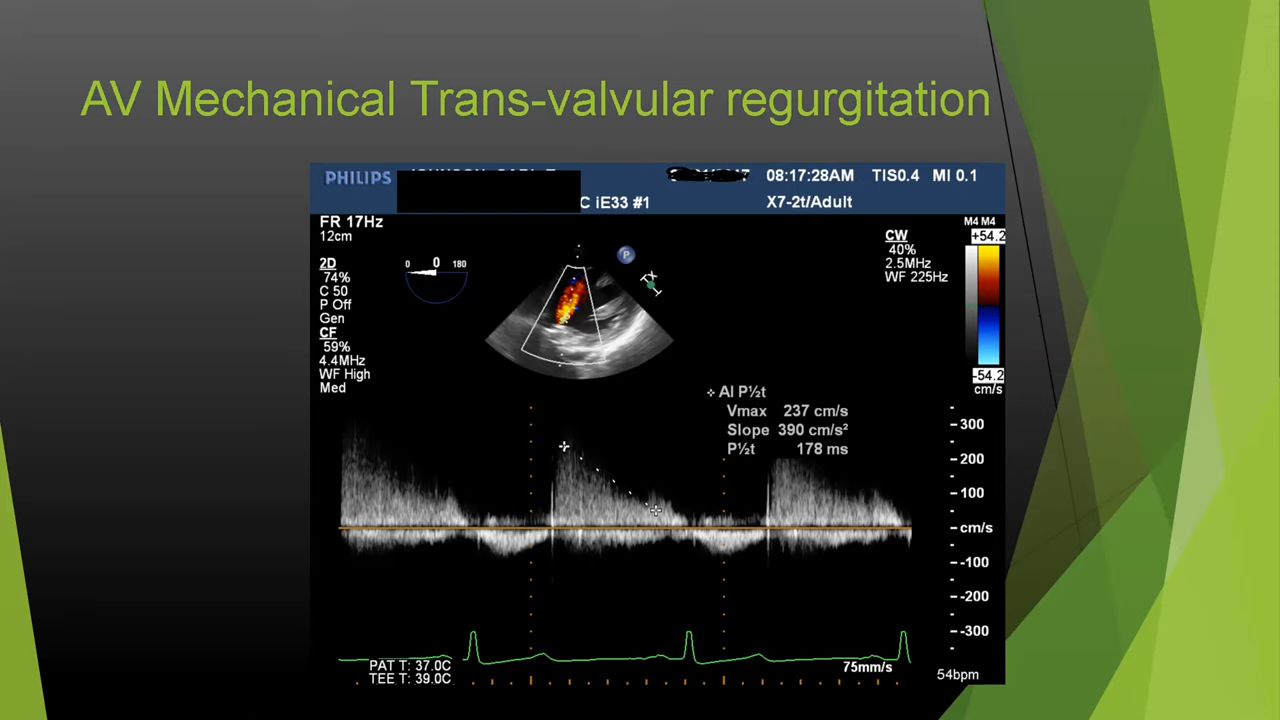 AV Mechanical Trans-valvular regurgitation
PHILIPS
08:17:28AM TIS0.4 MI 0.1
C iE33 #1 X7-2t/Adult
FR 17Hz
12cm
2D
74%
C 50
P Off
Gen
CF
59%
4.4MHz
WF High
Med
0 0 180
P
CW
40%
2.5MHz
WF 225Hz
M4 M4
+54.2
-54.2
cm/s
AI P½t
Vmax 237 cm/s
Slope 390 cm/s²
P½t 178 ms
300
200
100
cm/s
-100
-200
-300
PAT T: 37.0C
TEE T: 39.0C
75mm/s
54bpm